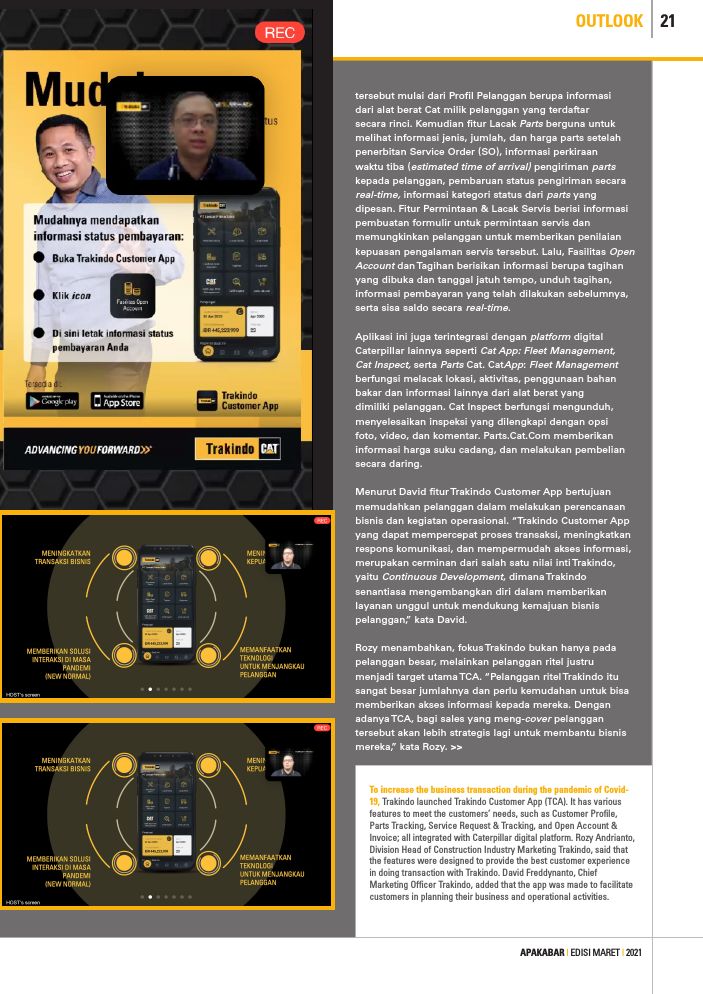 OUTLOOK 21
REC
Mud
tus
Mudahnya mendapatkan
informasi status pembayaran:
Buka Trakindo Customer App
Klik icon
Fasilitas Open
Account
Di sini letak informasi status
pembayaran Anda
Tersedia di:
Google play
App Store
Trakindo
Customer App
ADVANCING YOU FORWARD
Trakindo CAT
REC
MENINGKATKAN
TRANSAKSI BISNIS
MENIN
KEPUA
MEMBERIKAN SOLUSI
INTERAKSI DI MASA
PANDEMI
(NEW NORMAL)
MEMANFAATKAN
TEKNOLOGI
UNTUK MENJANGKAU
PELANGGAN
HOST's screen
REC
MENINGKATKAN
TRANSAKSI BISNIS
MENIN
KEPUA
MEMBERIKAN SOLUSI
INTERAKSI DI MASA
PANDEMI
(NEW NORMAL)
MEMANFAATKAN
TEKNOLOGI
UNTUK MENJANGKAU
PELANGGAN
HOST's screen
tersebut mulai dari Profil Pelanggan berupa informasi
dari alat berat Cat milik pelanggan yang terdaftar
secara rinci. Kemudian fitur Lacak Parts berguna untuk
melihat informasi jenis, jumlah, dan harga parts setelah
penerbitan Service Order (SO), informasi perkiraan
waktu tiba (estimated time of arrival) pengiriman parts
kepada pelanggan, pembaruan status pengiriman secara
real-time, informasi kategori status dari parts yang
dipesan. Fitur Permintaan & Lacak Servis berisi informasi
pembuatan formulir untuk permintaan servis dan
memungkinkan pelanggan untuk memberikan penilaian
kepuasan pengalaman servis tersebut. Lalu, Fasilitas Open
Account dan Tagihan berisikan informasi berupa tagihan
yang dibuka dan tanggal jatuh tempo, unduh tagihan,
informasi pembayaran yang telah dilakukan sebelumnya,
serta sisa saldo secara real-time.
Aplikasi ini juga terintegrasi dengan platform digital
Caterpillar lainnya seperti Cat App: Fleet Management,
Cat Inspect, serta Parts Cat. CatApp: Fleet Management
berfungsi melacak lokasi, aktivitas, penggunaan bahan
bakar dan informasi lainnya dari alat berat yang
dimiliki pelanggan. Cat Inspect berfungsi mengunduh,
menyelesaikan inspeksi yang dilengkapi dengan opsi
foto, video, dan komentar. Parts.Cat.Com memberikan
informasi harga suku cadang, dan melakukan pembelian
secara daring.
Menurut David fitur Trakindo Customer App bertujuan
memudahkan pelanggan dalam melakukan perencanaan
bisnis dan kegiatan operasional. “Trakindo Customer App
yang dapat mempercepat proses transaksi, meningkatkan
respons komunikasi, dan mempermudah akses informasi,
merupakan cerminan dari salah satu nilai inti Trakindo,
yaitu Continuous Development, dimana Trakindo
senantiasa mengembangkan diri dalam memberikan
layanan unggul untuk mendukung kemajuan bisnis
pelanggan,” kata David.
Rozy menambahkan, fokus Trakindo bukan hanya pada
pelanggan besar, melainkan pelanggan ritel justru
menjadi target utama TCA. “Pelanggan ritel Trakindo itu
sangat besar jumlahnya dan perlu kemudahan untuk bisa
memberikan akses informasi kepada mereka. Dengan
adanya TCA, bagi sales yang meng-cover pelanggan
tersebut akan lebih strategis lagi untuk membantu bisnis
mereka,” kata Rozy. >>
To increase the business transaction during the pandemic of Covid-
19, Trakindo launched Trakindo Customer App (TCA). It has various
features to meet the customers’ needs, such as Customer Profile,
Parts Tracking, Service Request & Tracking, and Open Account &
Invoice; all integrated with Caterpillar digital platform. Rozy Andrianto,
Division Head of Construction Industry Marketing Trakindo, said that
the features were designed to provide the best customer experience
in doing transaction with Trakindo. David Freddynanto, Chief
Marketing Officer Trakindo, added that the app was made to facilitate
customers in planning their business and operational activities.
APAKABAR | EDISI MARET | 2021